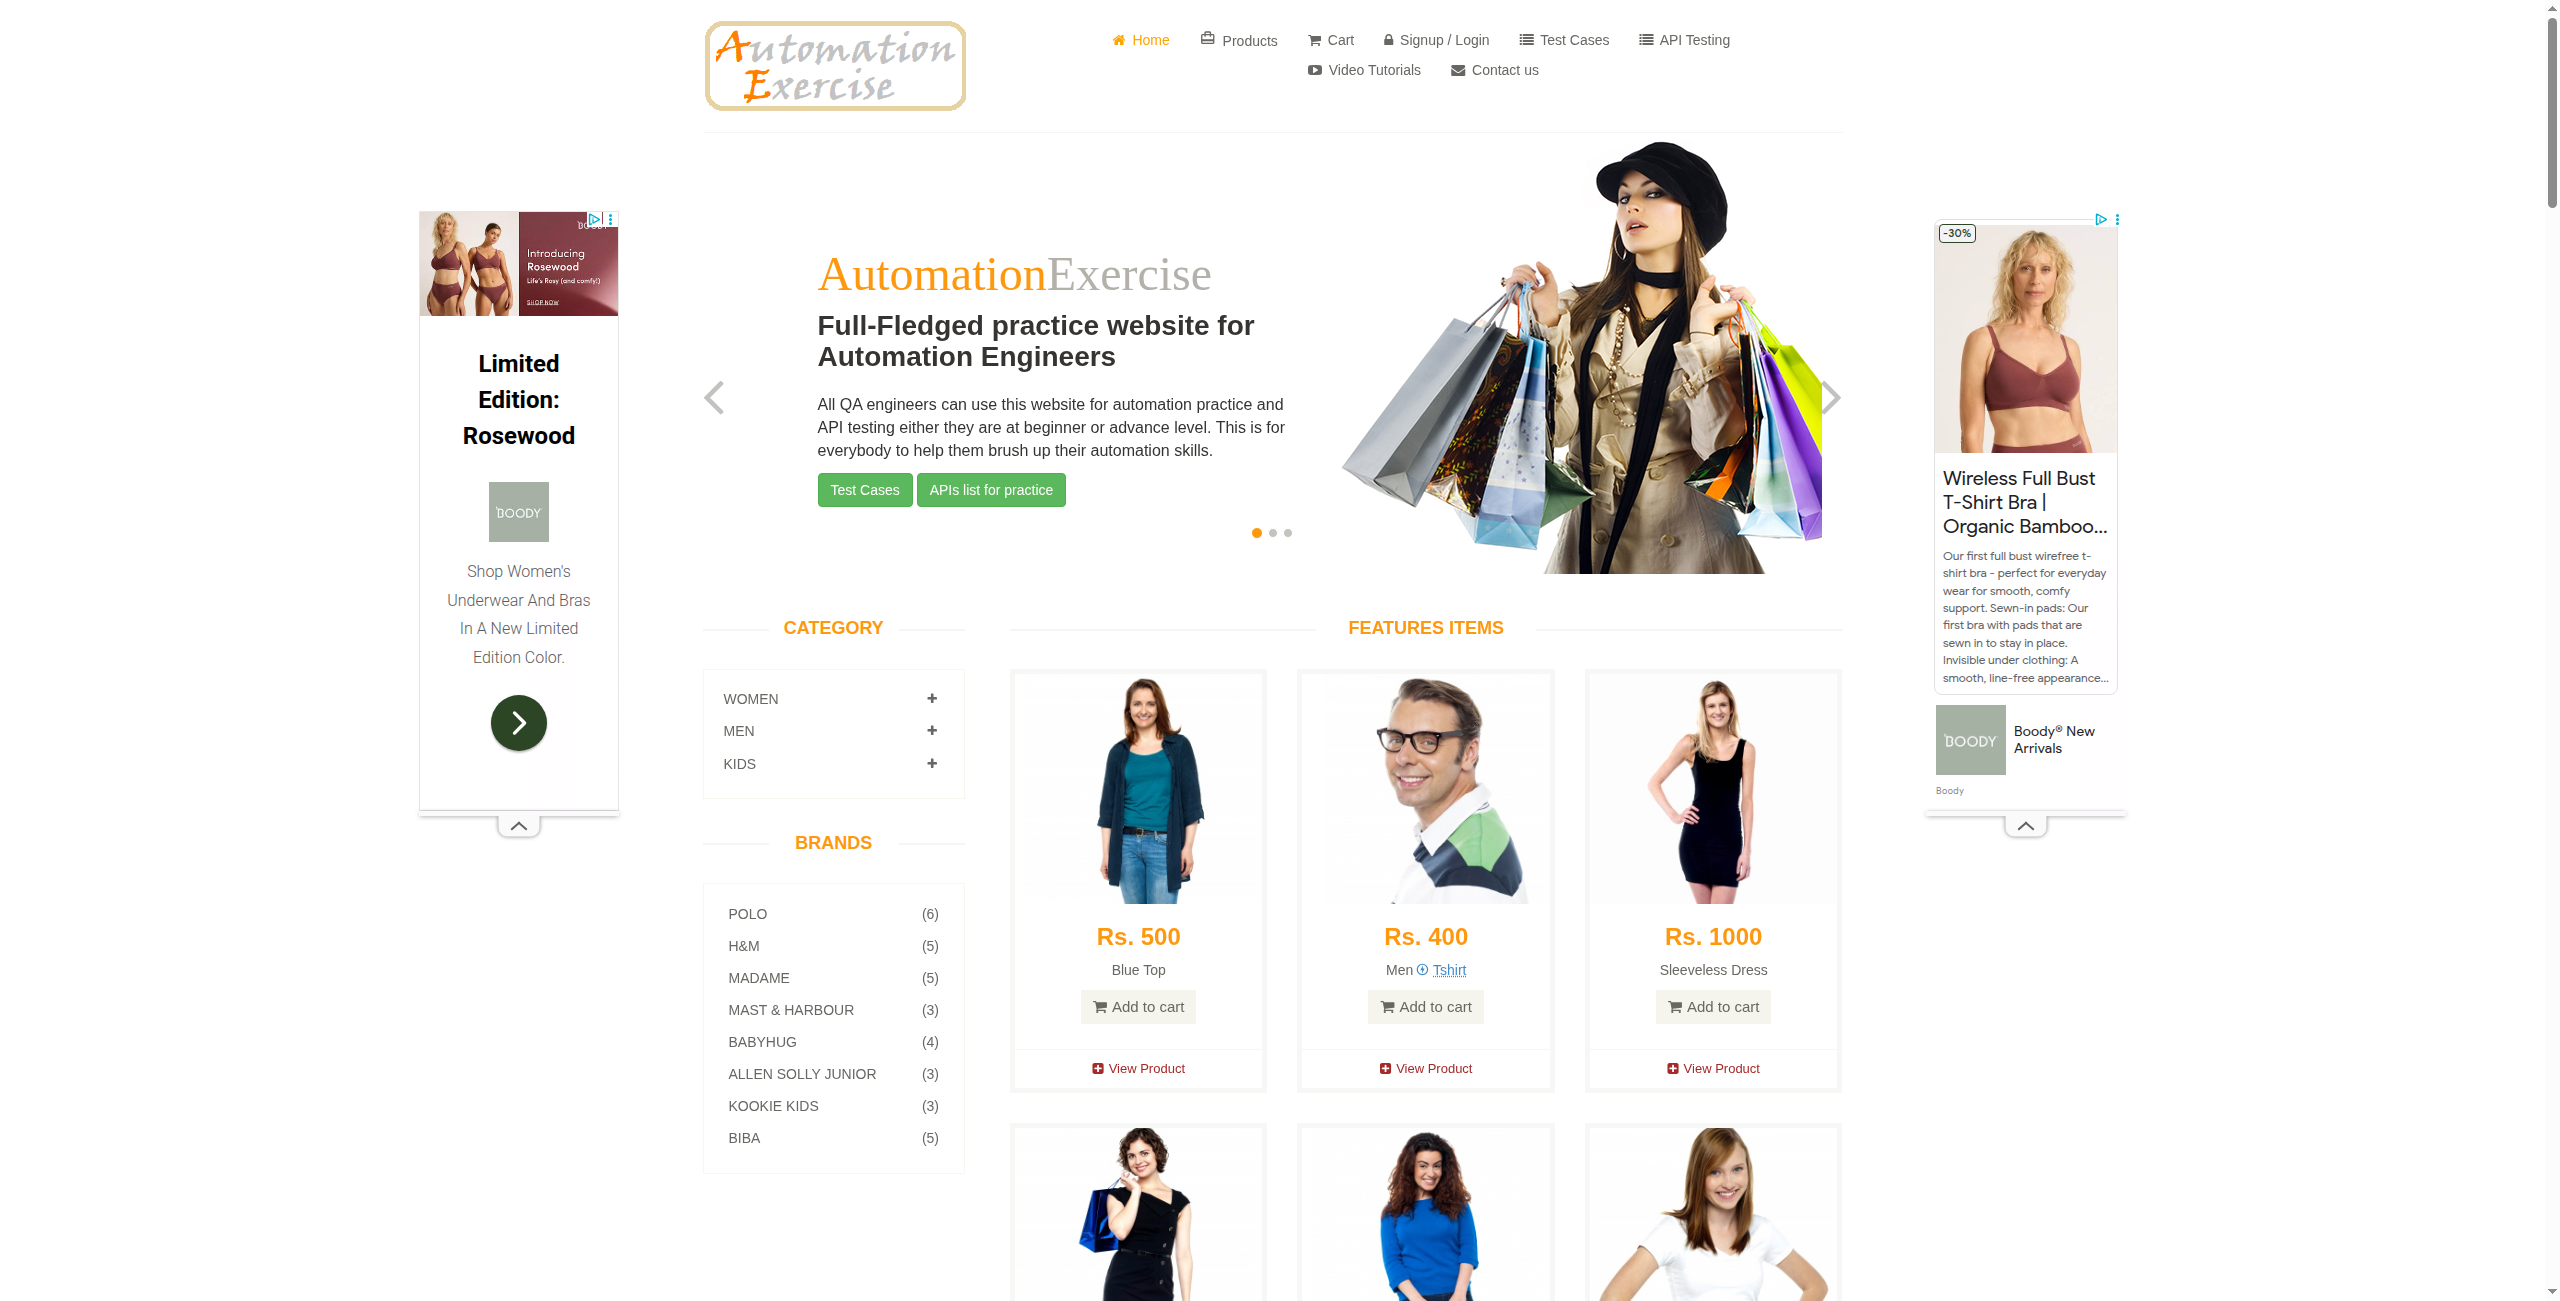 Automation
Exercise
Home
Products
Cart
Signup / Login
Test Cases
API Testing
Video Tutorials
Contact us
Introducing
Rosewood
Life's Rosy (and comfy!)
SHOP NOW
Limited
Edition:
Rosewood
BOODY
Shop Women's
Underwear And Bras
In A New Limited
Edition Color.
AutomationExercise
Full-Fledged practice website for
Automation Engineers
All QA engineers can use this website for automation practice and
API testing either they are at beginner or advance level. This is for
everybody to help them brush up their automation skills.
Test Cases
APIs list for practice
-30%
Wireless Full Bust
T-Shirt Bra |
Organic Bamboo...
Our first full bust wirefree t-
shirt bra - perfect for everyday
wear for smooth, comfy
support. Sewn-in pads: Our
first bra with pads that are
sewn in to stay in place.
Invisible under clothing: A
smooth, line-free appearance...
BOODY
Boody® New
Arrivals
Boody
CATEGORY
WOMEN
MEN
KIDS
BRANDS
POLO (6)
H&M (5)
MADAME (5)
MAST & HARBOUR (3)
BABYHUG (4)
ALLEN SOLLY JUNIOR (3)
KOOKIE KIDS (3)
BIBA (5)
FEATURES ITEMS
Rs. 500
Blue Top
Add to cart
View Product
Rs. 400
Men Tshirt
Add to cart
View Product
Rs. 1000
Sleeveless Dress
Add to cart
View Product